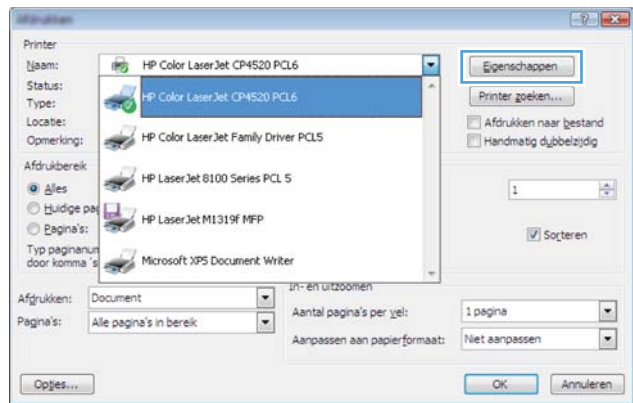 Afdrukken
Printer
Naam: HP Color LaserJet CP4520 PCL6 Eigenschappen
Status: HP Color LaserJet CP4520 PCL6 Printer zoeken...
Type:
Locatie: Afdrukken naar bestand
Opmerking: HP Color LaserJet Family Driver PCL5 Handmatig dubbelzijdig
Afdrukbereik
Alles HP LaserJet 8100 Series PCL 5 1
Huidige
Pagina's: HP LaserJet M1319f MFP Sorteren
Typ
door komma Microsoft XPS Document Writer
In- en uitzoomen
Afdrukken: Document Aantal pagina's per vel: 1 pagina
Pagina's: Alle pagina's in bereik Aanpassen aan papierformaat: Niet aanpassen
Opties... OK Annuleren